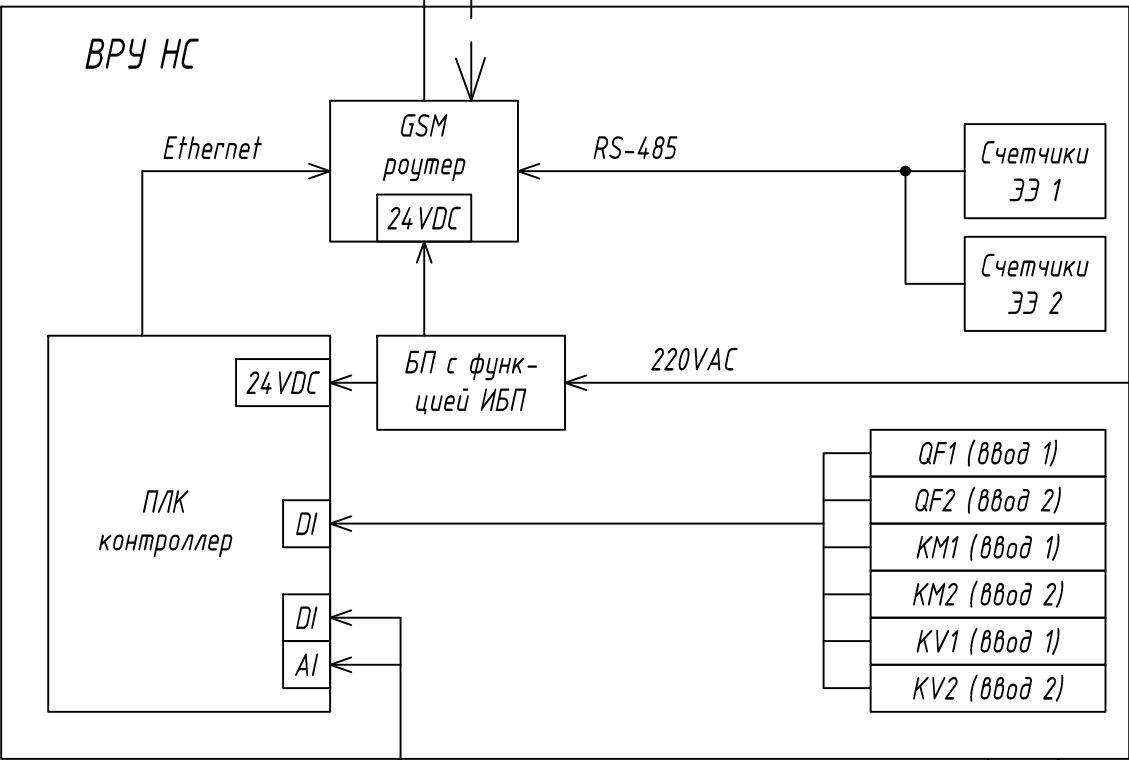 ВРУ НС
GSM
роутер
24VDC
Ethernet
RS-485
Счетчики
ЭЭ 1
Счетчики
ЭЭ 2
24VDC
БП с функ-
цией ИБП
220VAC
ПЛК
контроллер
DI
DI
AI
QF1 (ввод 1)
QF2 (ввод 2)
KM1 (ввод 1)
KM2 (ввод 2)
KV1 (ввод 1)
KV2 (ввод 2)